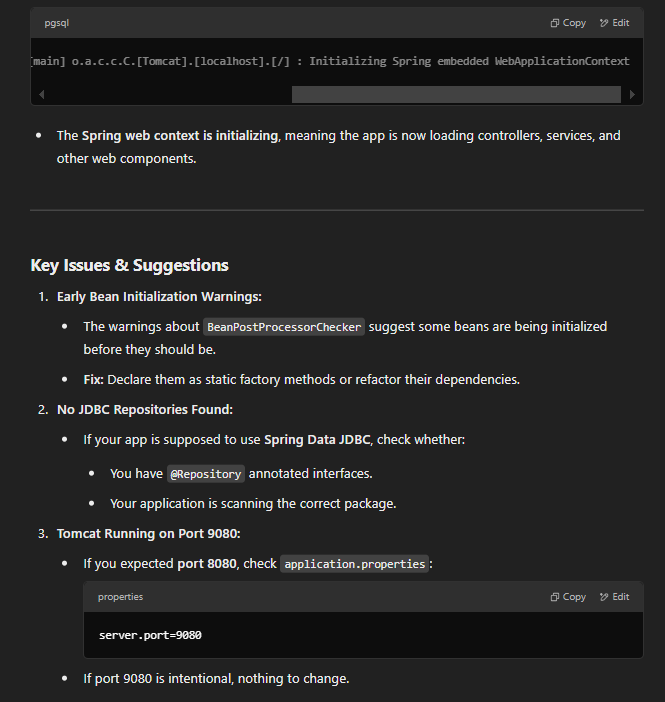 pgsql
Copy
Edit
[main] o.a.c.c.C.[Tomcat].[localhost].[/] : Initializing Spring embedded WebApplicationContext
The Spring web context is initializing, meaning the app is now loading controllers, services, and
other web components.
Key Issues & Suggestions
1. Early Bean Initialization Warnings:
The warnings about BeanPostProcessorChecker suggest some beans are being initialized
before they should be.
Fix: Declare them as static factory methods or refactor their dependencies.
2. No JDBC Repositories Found:
If your app is supposed to use Spring Data JDBC, check whether:
You have @Repository annotated interfaces.
Your application is scanning the correct package.
3. Tomcat Running on Port 9080:
If you expected port 8080, check application.properties:
properties
Copy
Edit
server.port=9080
If port 9080 is intentional, nothing to change.